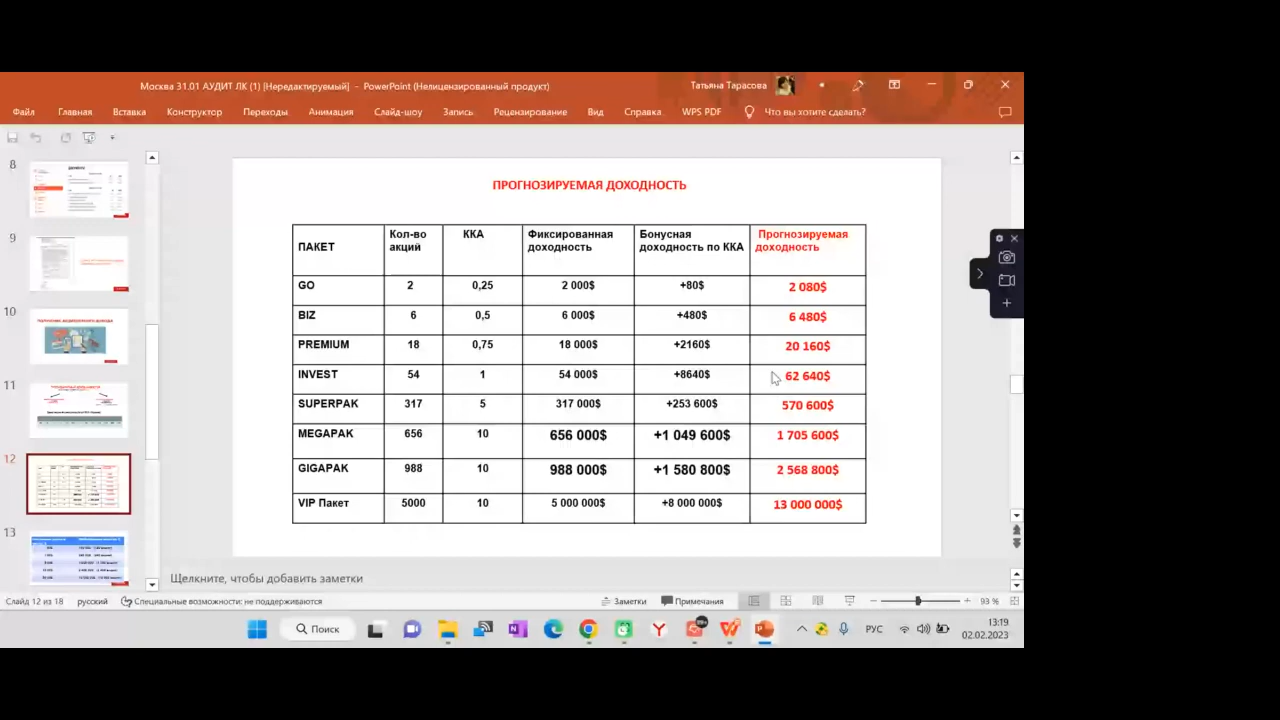 Москва 31.01 АУДИТ ЛК (1) [Нередактируемый] – PowerPoint (Нелицензированный продукт)
Татьяна Тарасова
Файл Главная Вставка Конструктор Переходы Анимация Слайд-шоу Запись Рецензирование Вид Справка WPS PDF Что вы хотите сделать?
8
9
10
11
12
13
ПРОГНОЗИРУЕМАЯ ДОХОДНОСТЬ
ПАКЕТ Кол-во акций ККА Фиксированная доходность Бонусная доходность по ККА Прогнозируемая доходность
GO 2 0,25 2 000$ +80$ 2 080$
BIZ 6 0,5 6 000$ +480$ 6 480$
PREMIUM 18 0,75 18 000$ +2160$ 20 160$
INVEST 54 1 54 000$ +8640$ 62 640$
SUPERPAK 317 5 317 000$ +253 600$ 570 600$
MEGAPAK 656 10 656 000$ +1 049 600$ 1 705 600$
GIGAPAK 988 10 988 000$ +1 580 800$ 2 568 800$
VIP Пакет 5000 10 5 000 000$ +8 000 000$ 13 000 000$
Щелкните, чтобы добавить заметки
Слайд 12 из 18 русский Специальные возможности: не поддерживаются Заметки Примечания 93 %
Поиск
РУС
13:19
02.02.2023